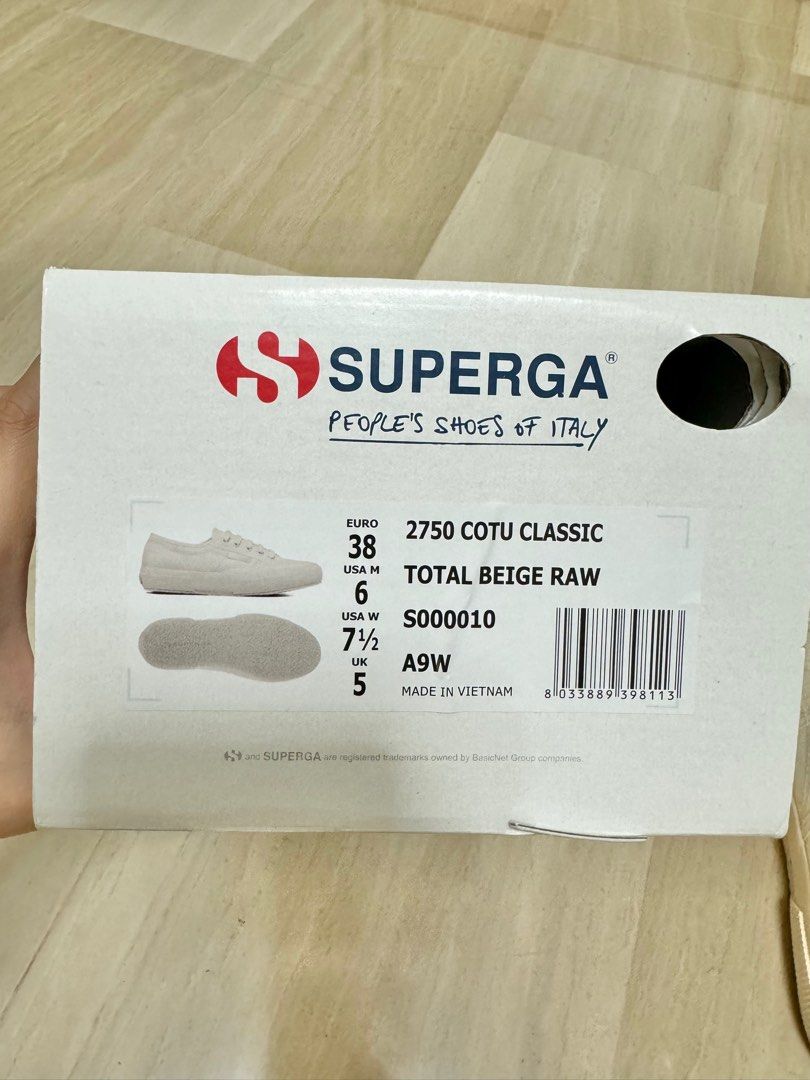 SUPERGA®
PEOPLE'S SHOES OF ITALY
EURO
38
USA M
6
USA W
7½
UK
5
2750 COTU CLASSIC
TOTAL BEIGE RAW
S000010
A9W
MADE IN VIETNAM
8 033889 398113
and SUPERGA are registered trademarks owned by BasicNet Group companies.